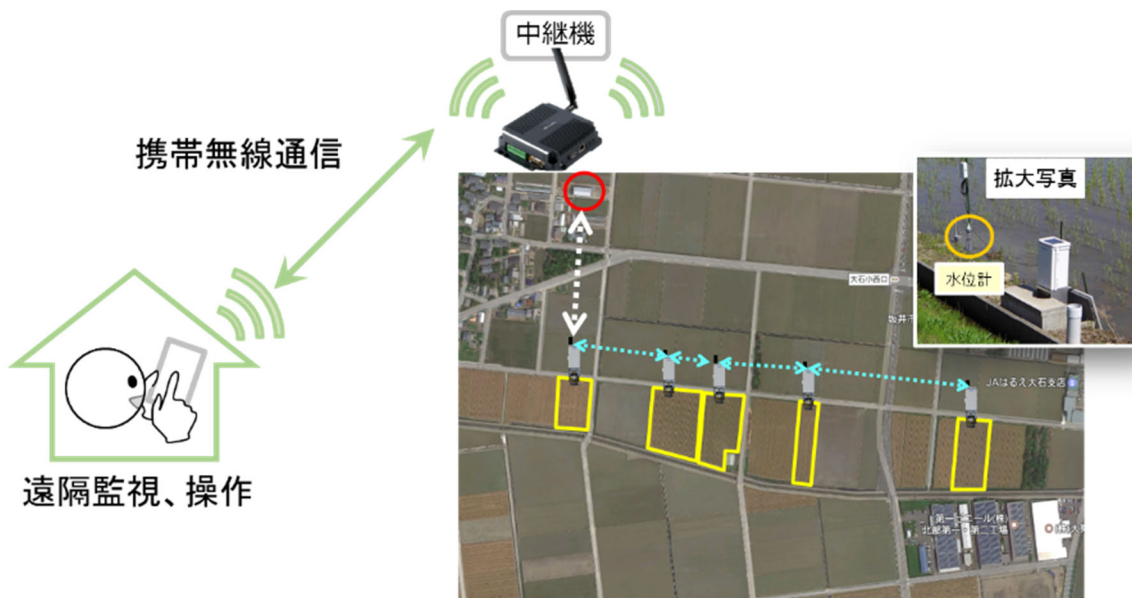 中継機
携帯無線通信
拡大写真
水位計
大石小西口
JAはるえ大石支店
遠隔監視、操作